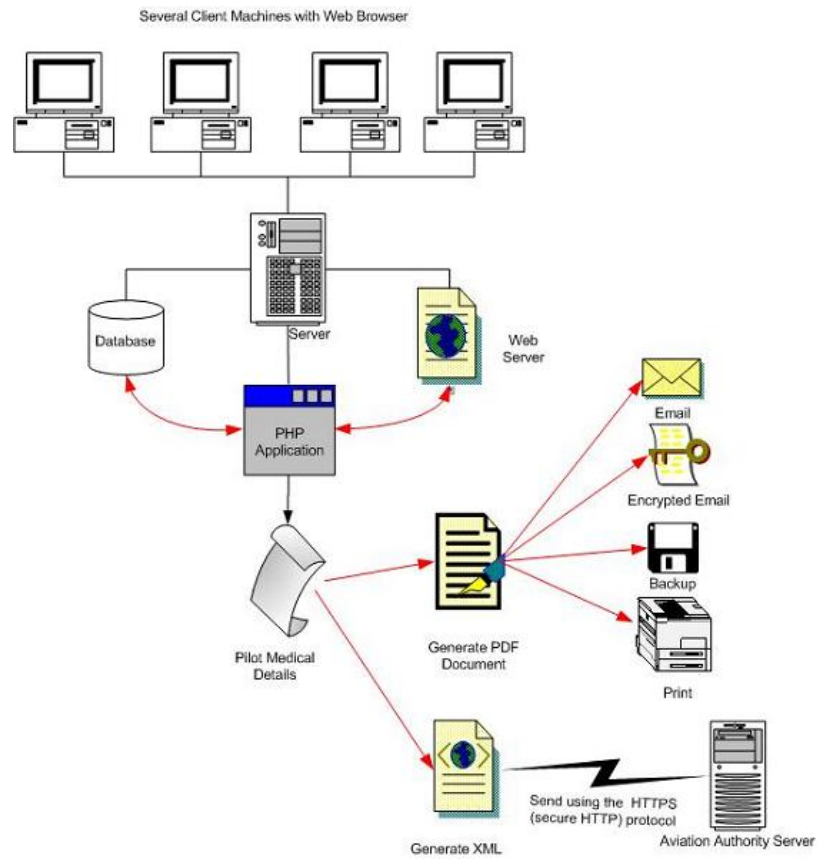 Several Client Machines with Web Browser
Server
Database
Web
Server
PHP
Application
Email
Encrypted Email
Backup
Print
Pilot Medical
Details
Generate PDF
Document
Send using the HTTPS
(secure HTTP) protocol
Generate XML
Aviation Authority Server